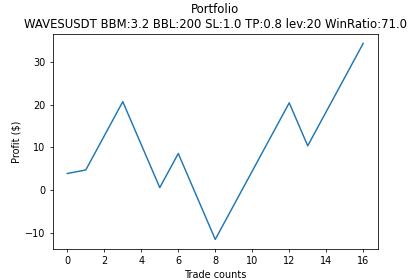 Portfolio
WAVESUSDT BBM:3.2 BBL:200 SL:1.0 TP:0.8 lev:20 WinRatio:71.0
Profit ($)
30
20
10
0
−10
0 2 4 6 8 10 12 14 16
Trade counts